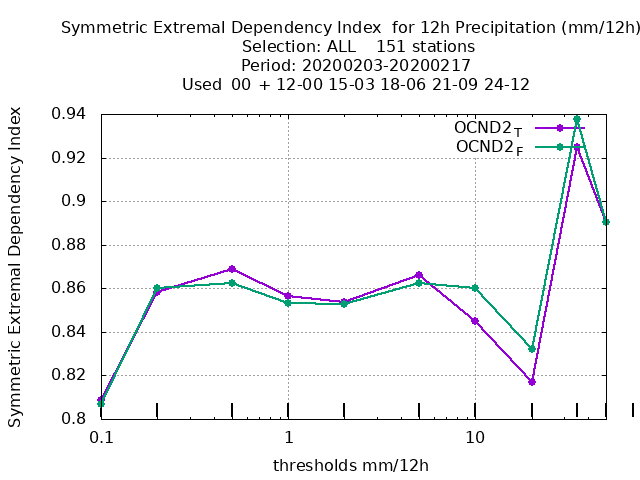 Symmetric Extremal Dependency Index  for 12h Precipitation (mm/12h)
Selection: ALL    151 stations
Period: 20200203-20200217
Used  00 + 12-00 15-03 18-06 21-09 24-12
Symmetric Extremal Dependency Index
0.94
0.92
0.9
0.88
0.86
0.84
0.82
0.8
OCND2T
OCND2F
0.1 1 10
thresholds mm/12h